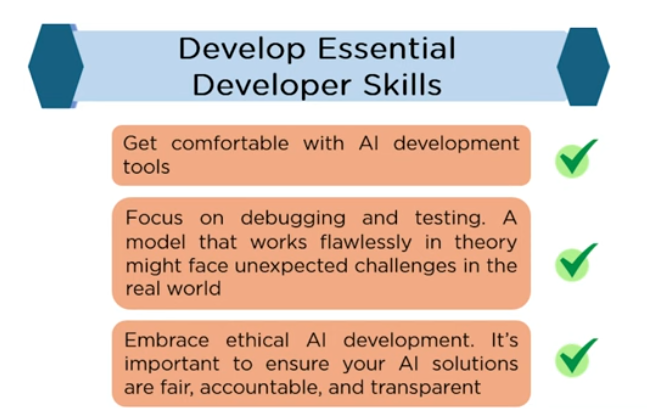 Develop Essential
Developer Skills
Get comfortable with AI development
tools
Focus on debugging and testing. A
model that works flawlessly in theory
might face unexpected challenges in the
real world
Embrace ethical AI development. It's
important to ensure your AI solutions
are fair, accountable, and transparent